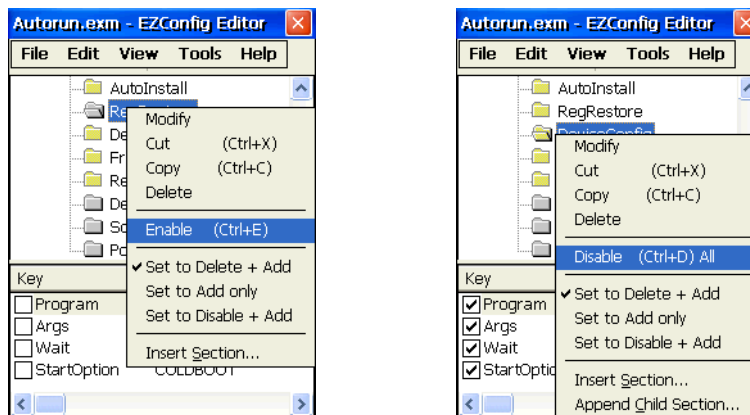 Autorun.exm - EZConfig Editor
File Edit View Tools Help
AutoInstall
Modify
Cut (Ctrl+X)
Copy (Ctrl+C)
Delete
Enable (Ctrl+E)
Set to Delete + Add
Set to Add only
Set to Disable + Add
Insert Section...
Key
Program
Args
Wait
StartOption COLDBOOT
Autorun.exm - EZConfig Editor
File Edit View Tools Help
AutoInstall
RegRestore
DeviceConfig
Modify
Cut (Ctrl+X)
Copy (Ctrl+C)
Delete
Disable (Ctrl+D) All
Set to Delete + Add
Set to Add only
Set to Disable + Add
Insert Section...
Append Child Section...
Key
Program
Args
Wait
StartOptio